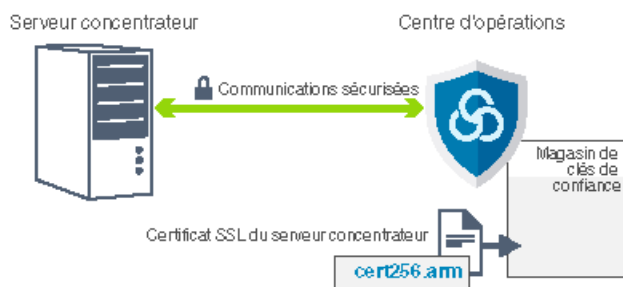 Serveur concentrateur
Centre d'opérations
Communications sécurisées
Magasin de
clés de
confiance
Certificat SSL du serveur concentrateur
cert256.arm